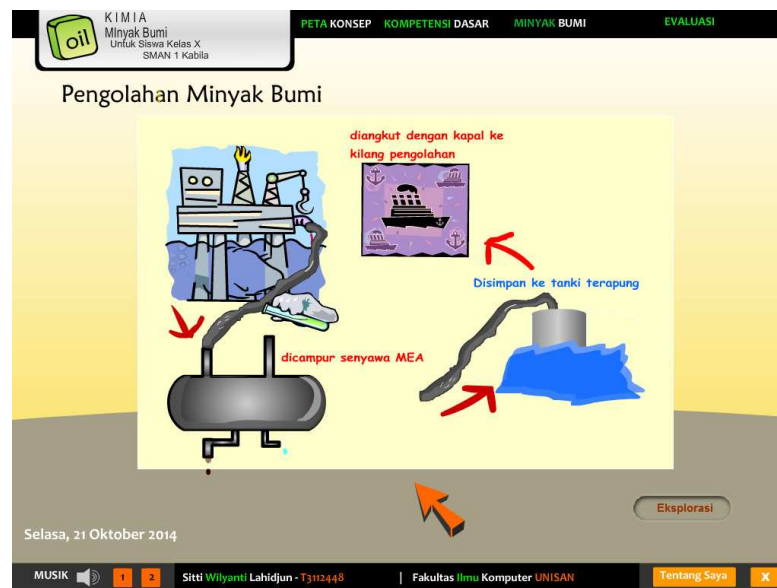 KIMIA
MInyak Bumi
Untuk Siswa Kelas X
SMAN 1 Kabila
oil
PETA KONSEP KOMPETENSI DASAR MINYAK BUMI EVALUASI
Pengolahan Minyak Bumi
diangkut dengan kapal ke
kilang pengolahan
Disimpan ke tanki terapung
dicampur senyawa MEA
Eksplorasi
Selasa, 21 Oktober 2014
MUSIK 1 2 Sitti Wilyanti Lahidjun - T3112448 | Fakultas Ilmu Komputer UNISAN Tentang Saya X